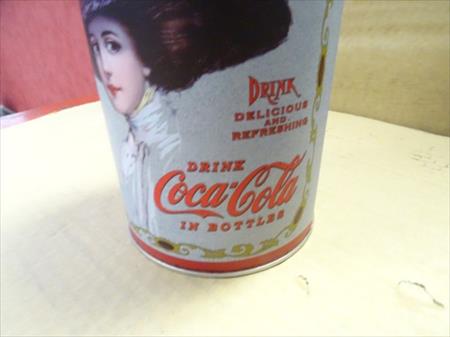 DRINK
DELICIOUS
AND
REFRESHING
DRINK
Coca-Cola
IN BOTTLES